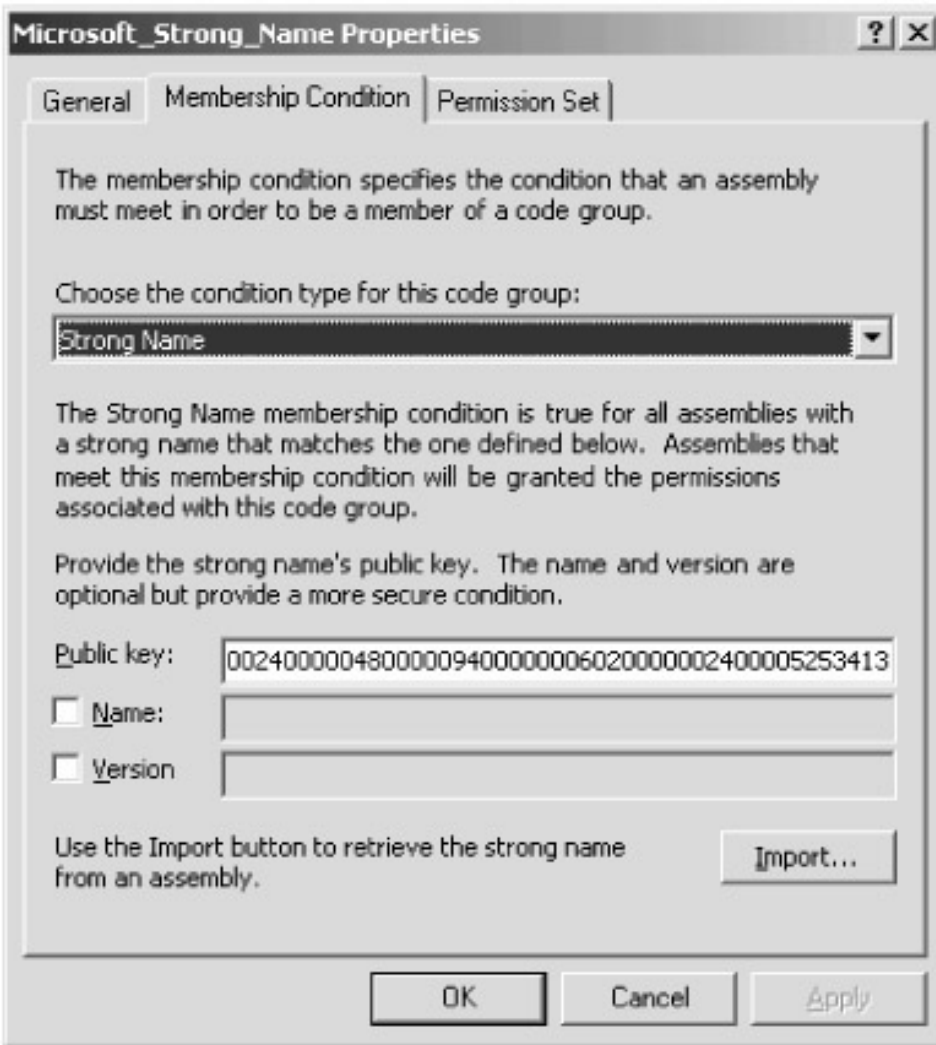 Microsoft_Strong_Name Properties
General Membership Condition Permission Set
The membership condition specifies the condition that an assembly
must meet in order to be a member of a code group.
Choose the condition type for this code group:
Strong Name
The Strong Name membership condition is true for all assemblies with
a strong name that matches the one defined below. Assemblies that
meet this membership condition will be granted the permissions
associated with this code group.
Provide the strong name's public key. The name and version are
optional but provide a more secure condition.
Public key: 00240000048000009400000006020000002400005253413
Name:
Version
Use the Import button to retrieve the strong name
from an assembly.
Import...
OK Cancel Apply